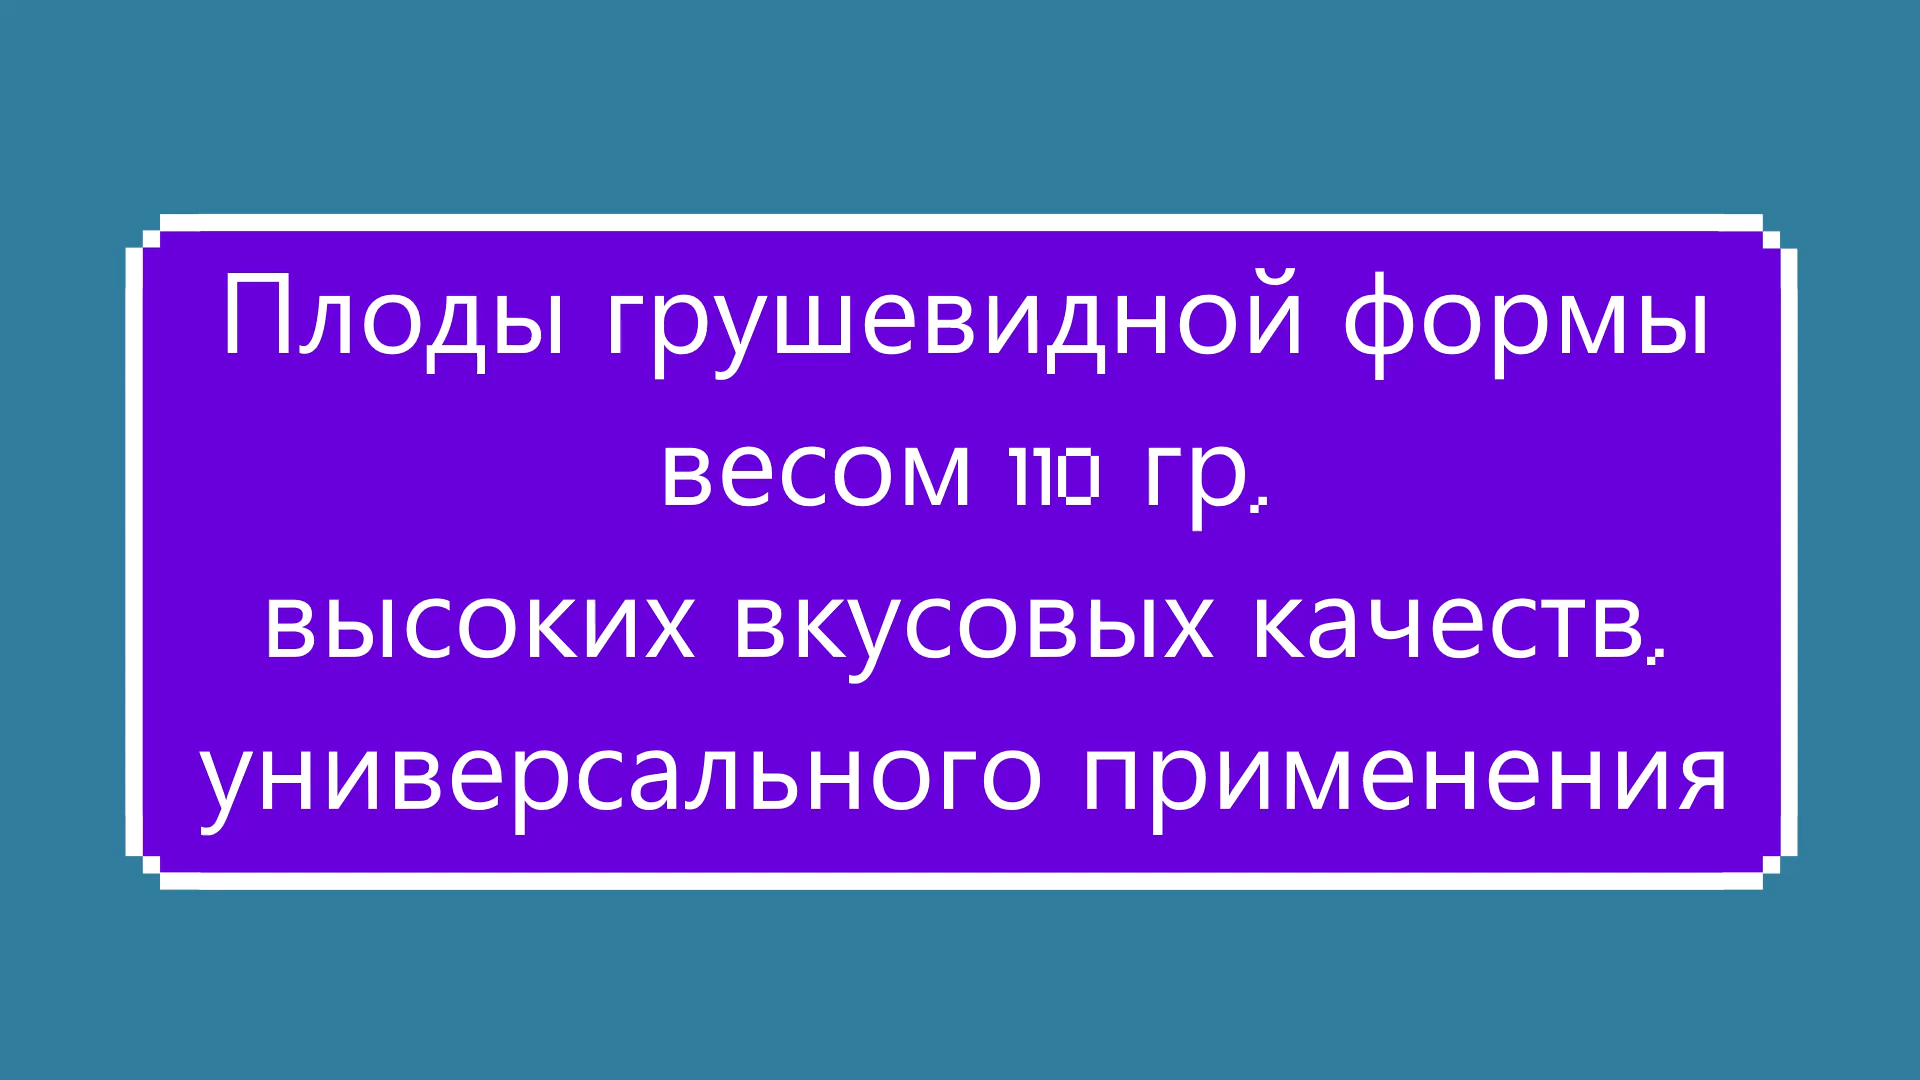 Плоды грушевидной формы
весом 110 гр,
высоких вкусовых качеств,
универсального применения